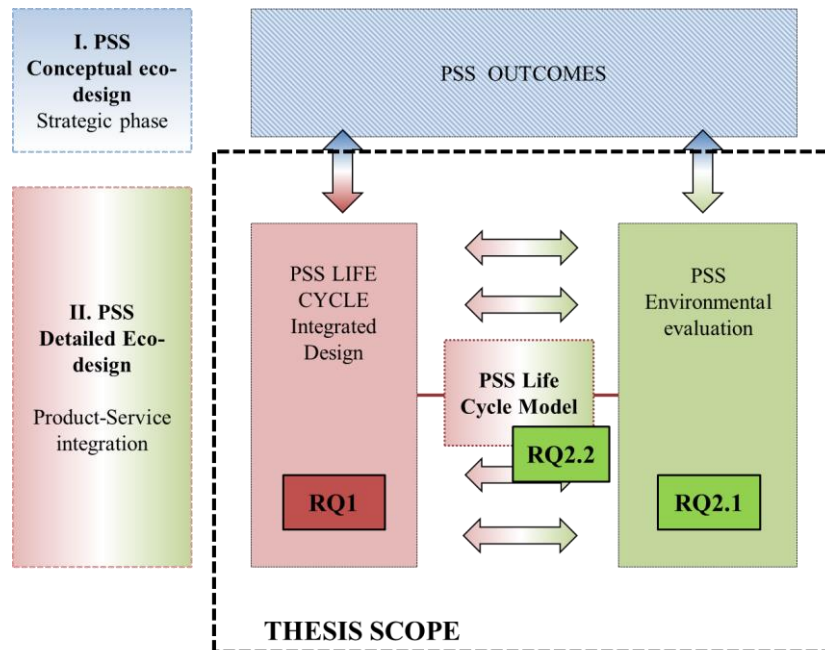 I. PSS
Conceptual eco-
design
Strategic phase
PSS OUTCOMES
II. PSS
Detailed Eco-
design
Product-Service
integration
PSS LIFE
CYCLE
Integrated
Design
RQ1
PSS Life
Cycle Model
RQ2.2
PSS
Environmental
evaluation
RQ2.1
THESIS SCOPE